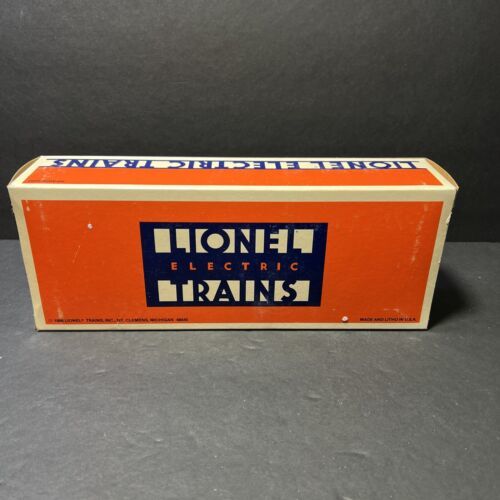 LIONEL ELECTRIC TRAINS
LIONEL
ELECTRIC
TRAINS
LIONEL® TRAINS, INC., MT. CLEMENS, MICHIGAN 48045
MADE AND LITHO IN U.S.A.